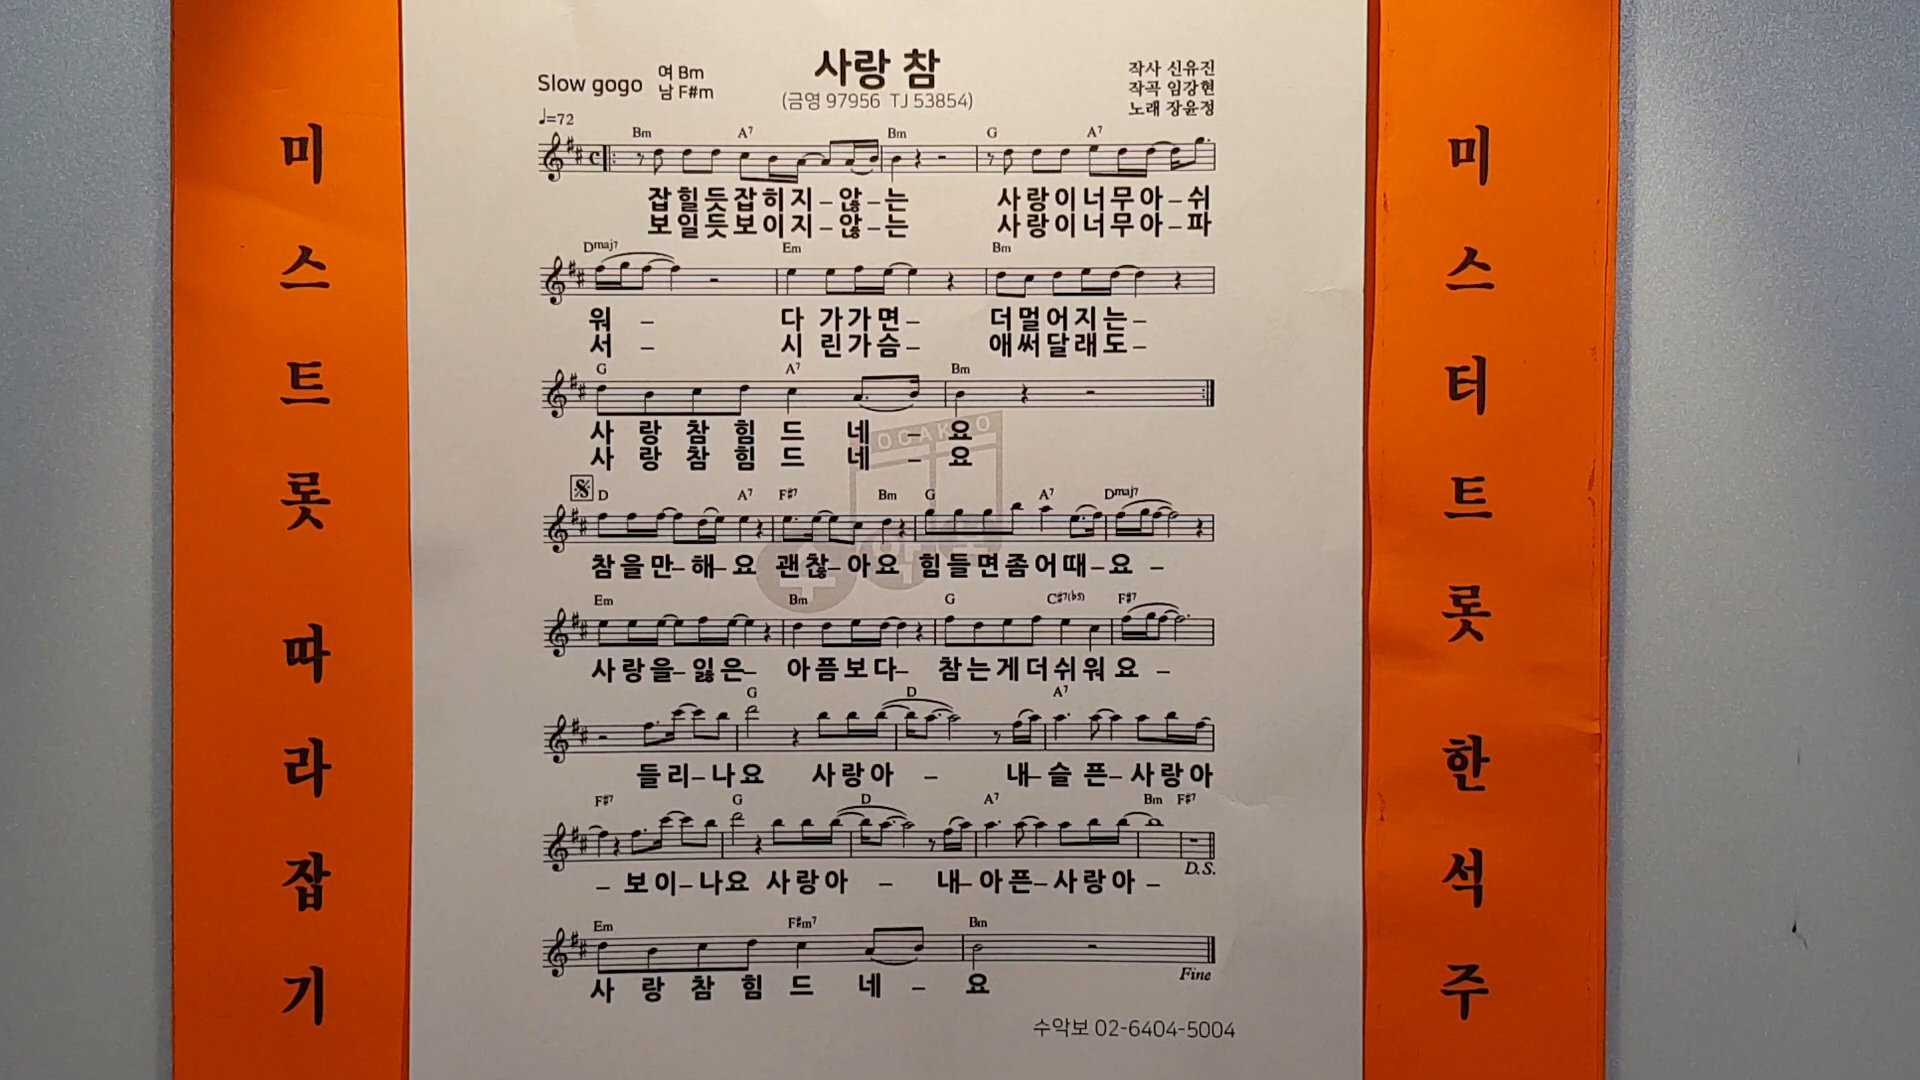 미스트롯 따라잡기
사랑 참
(금영 97956 TJ 53854)
Slow gogo
여 Bm
남 F#m
작사 신유진
작곡 임강현
노래 장윤정
♩=72
Bm A7 Bm G A7
잡힐듯잡히지-않-는 사랑이너무아-쉬
보일듯보이지-않-는 사랑이너무아-파
Dmaj7 Em Bm
워 - 다 가가면- 더멀어지는-
서 - 시 린가슴- 애써달래도-
G A7 Bm
사 랑 참 힘 드 네 - 요
사 랑 참 힘 드 네 - 요
D A7 F#7 Bm G A7 Dmaj7
참을만-해-요 괜찮-아요 힘들면좀어때-요 -
Em Bm G C#7(b5) F#7
사랑을-잃은- 아픔보다- 참는게더쉬워요 -
G D A7
들리-나요 사랑아 - 내-슬픈-사랑아
F#7 G D A7 Bm F#7
- 보이-나요 사랑아 - 내-아픈-사랑아 -
D.S.
Em F#m7 Bm
사 랑 참 힘 드 네 - 요
Fine
수악보 02-6404-5004
미스터트롯 한석주